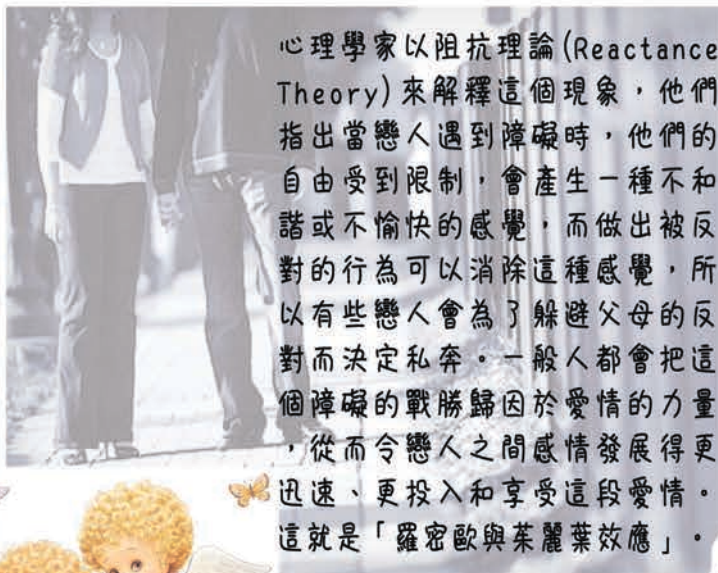 心理學家以阻抗理論(Reactance
Theory)來解釋這個現象，他們
指出當戀人遇到障礙時，他們的
自由受到限制，會產生一種不和
諧或不愉快的感覺，而做出被反
對的行為可以消除這種感覺，所
以有些戀人會為了躲避父母的反
對而決定私奔。一般人都會把這
個障礙的戰勝歸因於愛情的力量
，從而令戀人之間感情發展得更
迅速、更投入和享受這段愛情。
這就是「羅密歐與茱麗葉效應」。